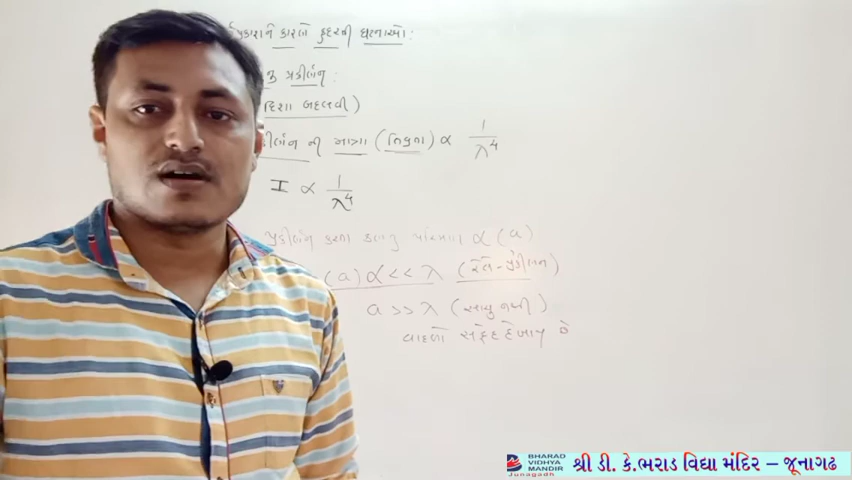 પ્રકાશને કારણે કુદરતી ઘટનાઓ:
પ્રકીર્ણન:
(દિશા બદલવી)
ની માત્રા (તિવ્રતા) ∝ 1/λ⁴
I ∝ 1/λ⁴
પ્રકીર્ણન કરતા કણનું પરિમાણ α (a)
(a) α << λ (રેલે-પ્રકીર્ણન)
a >> λ (સાચુ નથી)
વાદળો સફેદ દેખાય છે
BHARAD
VIDHYA
MANDIR
Junagadh
શ્રી ડી. કે.ભરાડ વિદ્યા મંદિર – જૂનાગઢ